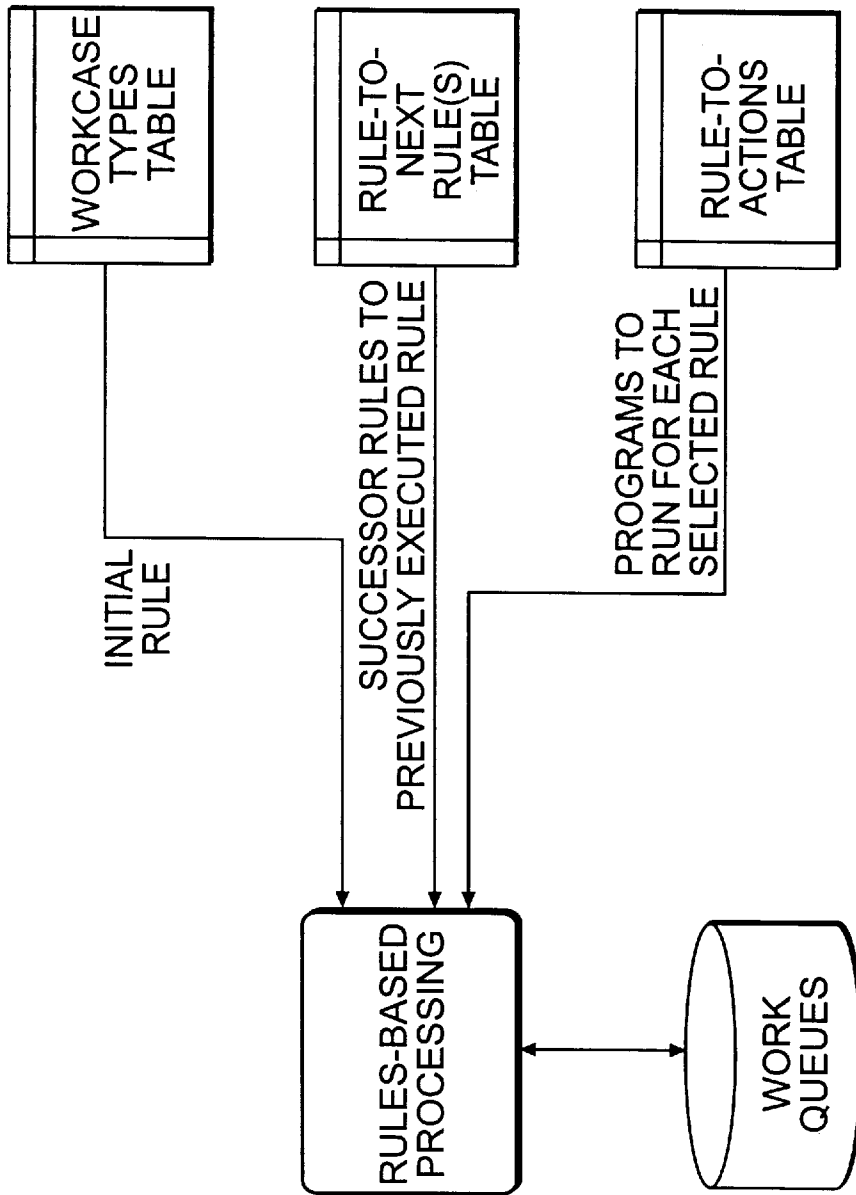 WORKCASE
TYPES
TABLE
INITIAL
RULE
RULE-TO-
NEXT
RULE(S)
TABLE
SUCCESSOR RULES TO
PREVIOUSLY EXECUTED RULE
RULE-TO-
ACTIONS
TABLE
PROGRAMS TO
RUN FOR EACH
SELECTED RULE
RULES-BASED
PROCESSING
WORK
QUEUES